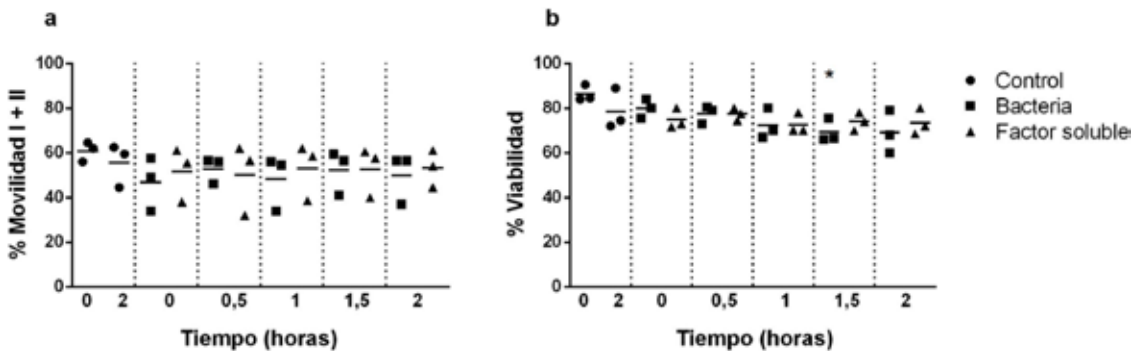 a
b
100
80
60
40
20
0
% Movilidad I + II
0 2 0 0,5 1 1,5 2
Tiempo (horas)
100
80
60
40
20
0
% Viabilidad
*
0 2 0 0,5 1 1,5 2
Tiempo (horas)
Control
Bacteria
Factor soluble